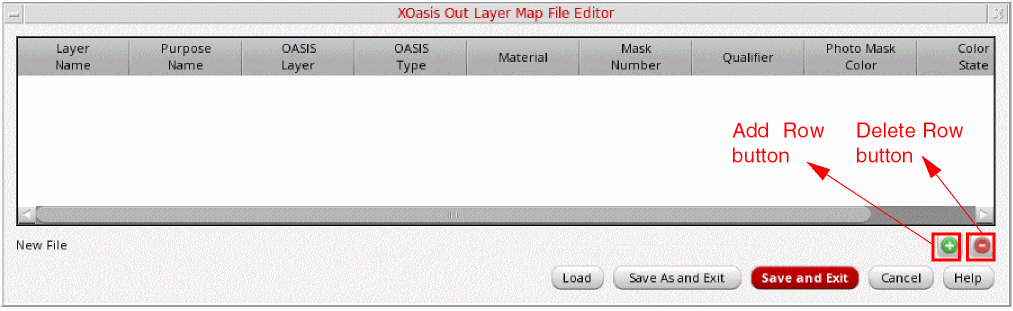 XOasis Out Layer Map File Editor
Layer Name
Purpose Name
OASIS Layer
OASIS Type
Material
Mask Number
Qualifier
Photo Mask Color
Color State
Add Row button
Delete Row button
New File
Load
Save As and Exit
Save and Exit
Cancel
Help